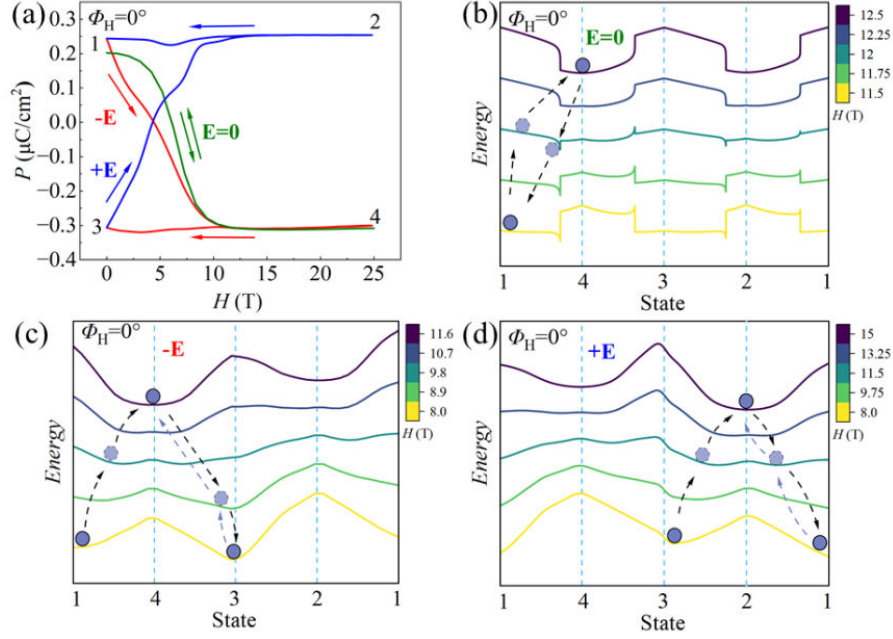 (a)
Φ_H=0°
1
2
-E
E=0
+E
3
4
P (μC/cm²)
0.3
0.2
0.1
0.0
−0.1
−0.2
−0.3
−0.4
0 5 10 15 20 25
H (T)
(b)
Φ_H=0°
E=0
12.5
12.25
12
11.75
11.5
H (T)
Energy
1 4 3 2 1
State
(c)
Φ_H=0°
-E
11.6
10.7
9.8
8.9
8.0
H (T)
Energy
1 4 3 2 1
State
(d)
Φ_H=0°
+E
15
13.25
11.5
9.75
8.0
H (T)
Energy
1 4 3 2 1
State